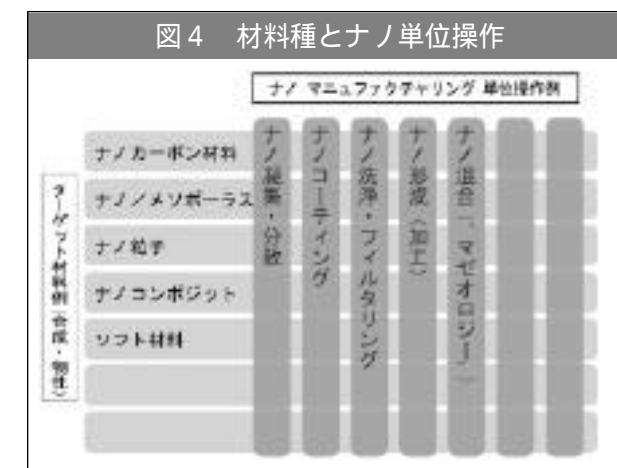 図4　材料種とナノ単位操作
ナノ マニュファクチャリング 単位操作例
ターゲット材料例（合成・物性）
ナノカーボン材料
ナノ/メソポーラス
ナノ粒子
ナノコンポジット
ソフト材料
ナノ凝集・分散
ナノコーティング
ナノ洗浄・フィルタリング
ナノ形成（加工）
ナノ混合（「マゼオロジー」）